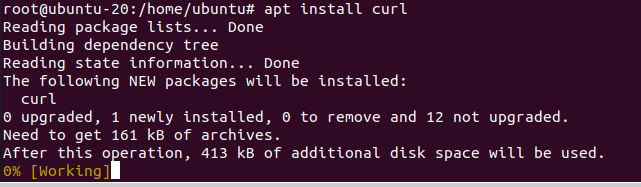 root@ubuntu-20:/home/ubuntu# apt install curl
Reading package lists... Done
Building dependency tree
Reading state information... Done
The following NEW packages will be installed:
  curl
0 upgraded, 1 newly installed, 0 to remove and 12 not upgraded.
Need to get 161 kB of archives.
After this operation, 413 kB of additional disk space will be used.
0% [Working]